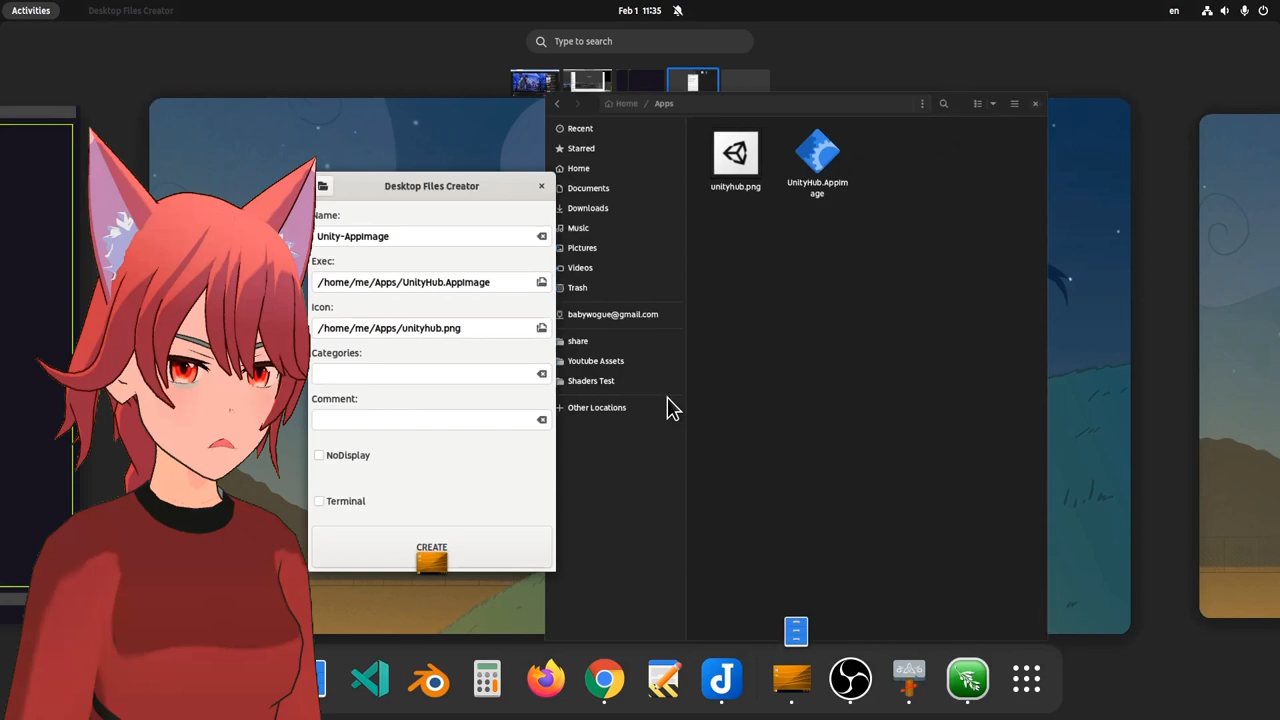 Activities
Desktop Files Creator
Feb 1 11:35
en
Type to search
Home / Apps
Recent
Starred
Home
Documents
Downloads
Music
Pictures
Videos
Trash
babywogue@gmail.com
share
Youtube Assets
Shaders Test
Other Locations
unityhub.png
UnityHub.AppIm
age
Desktop Files Creator
Name:
Unity-AppImage
Exec:
/home/me/Apps/UnityHub.AppImage
Icon:
/home/me/Apps/unityhub.png
Categories:
Comment:
NoDisplay
Terminal
CREATE